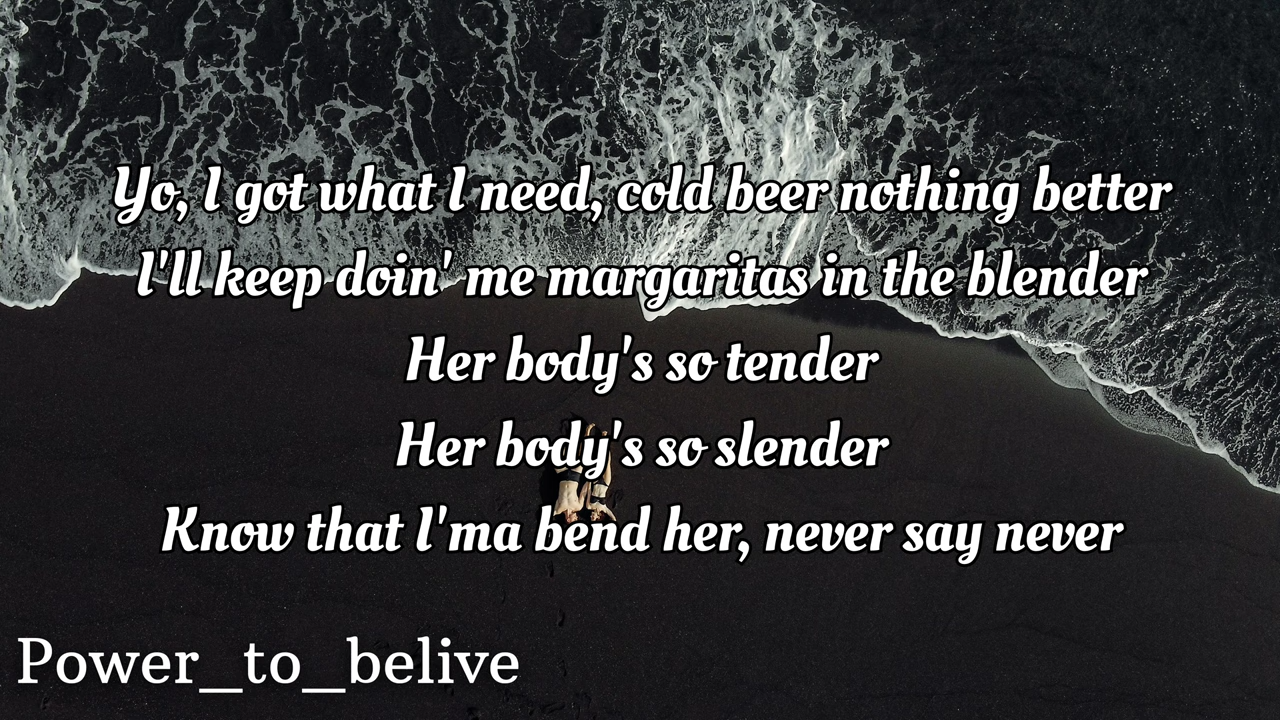 Yo, I got what I need, cold beer nothing better
I'll keep doin' me margaritas in the blender
Her body's so tender
Her body's so slender
Know that I'ma bend her, never say never
Power_to_belive